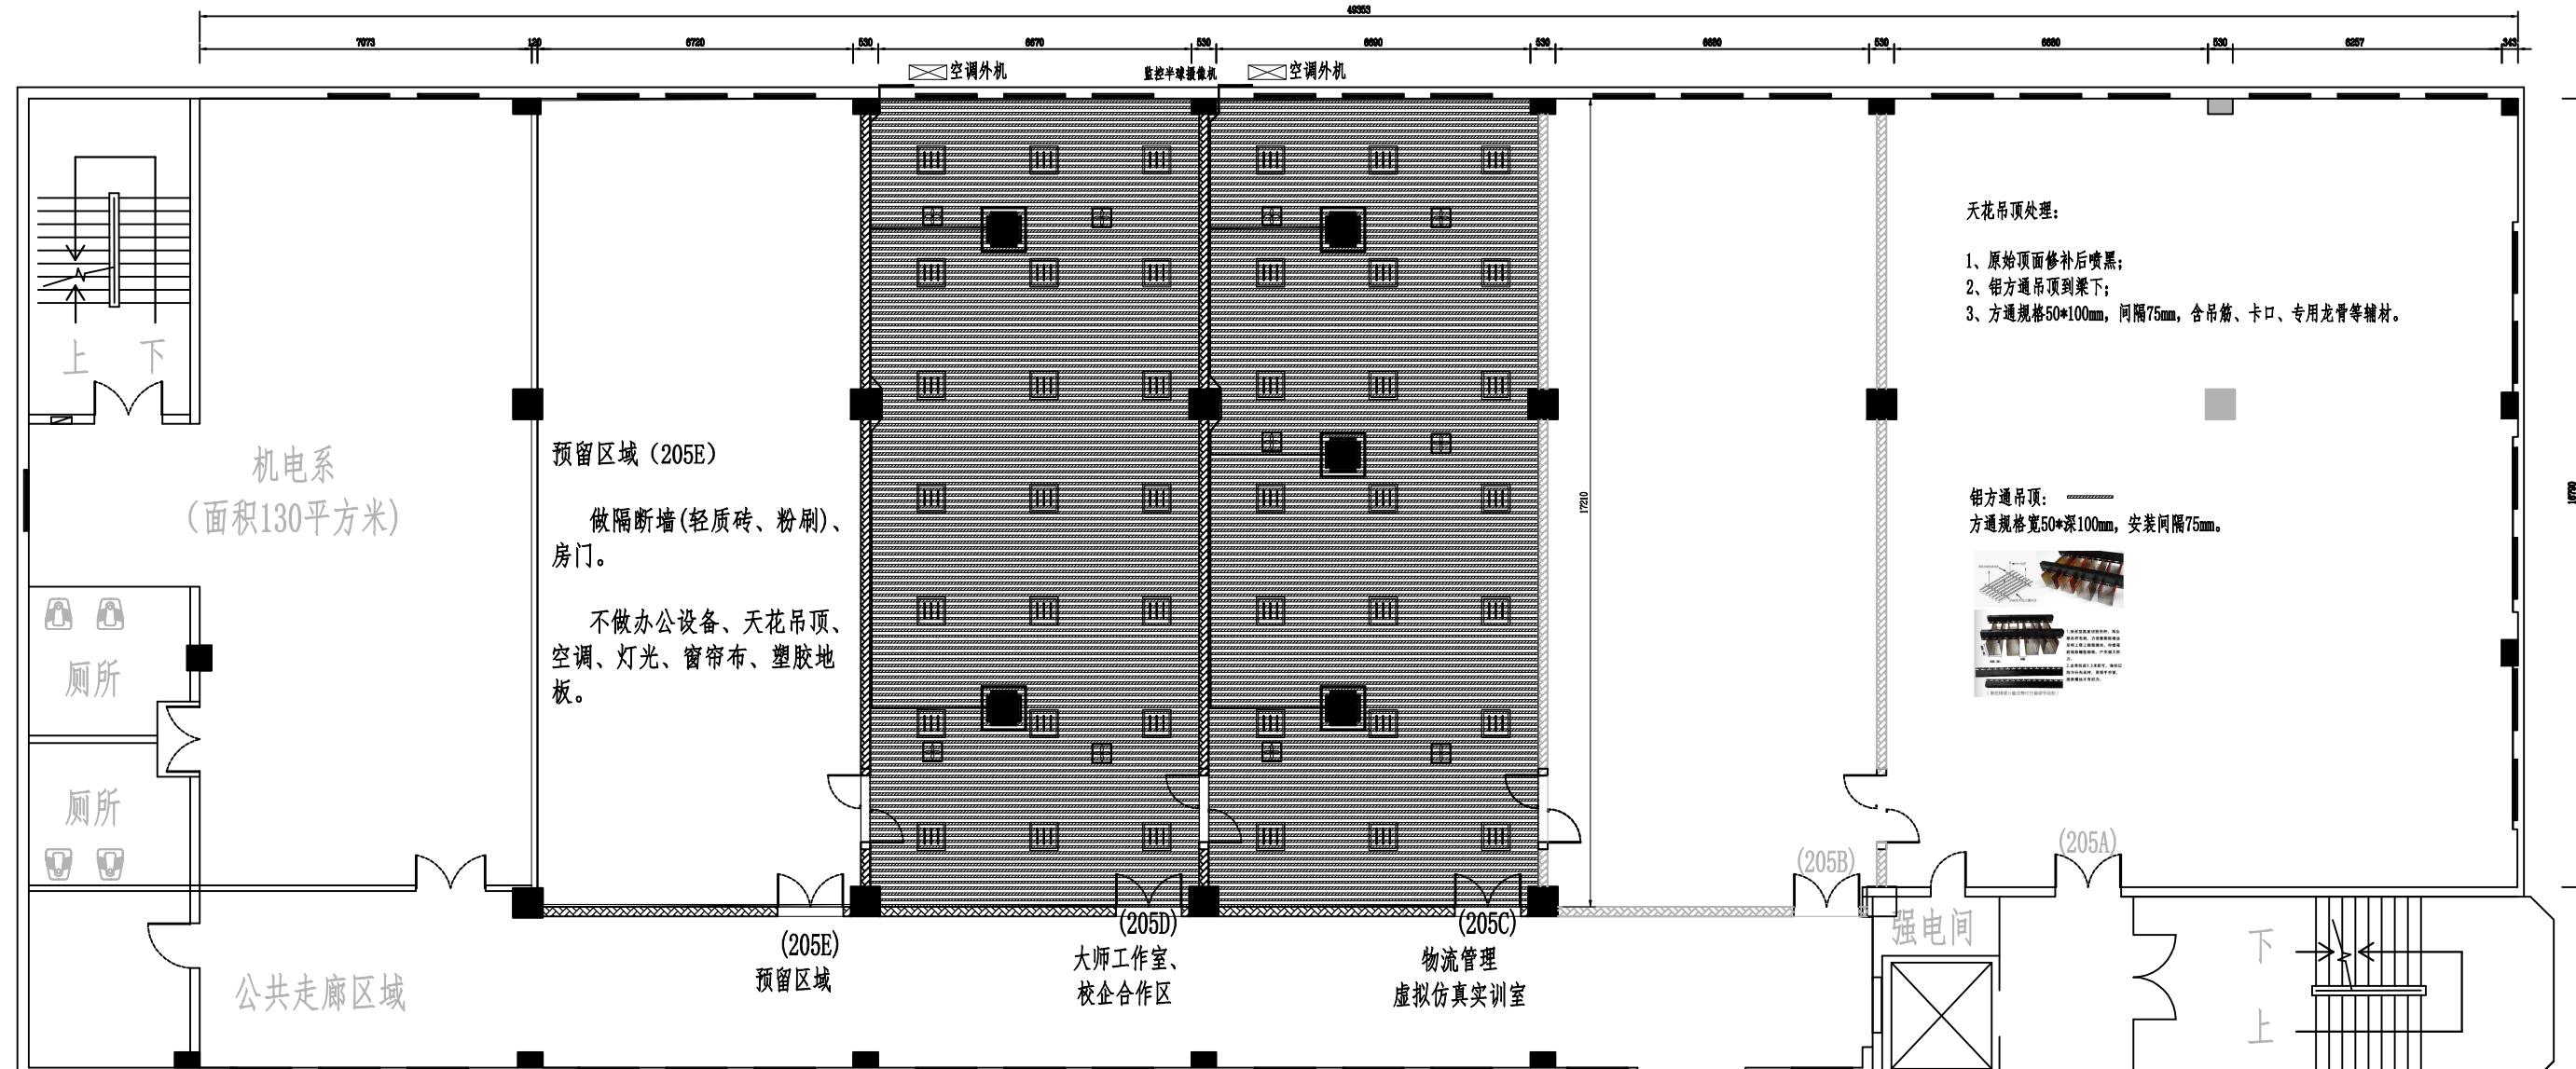 49353
7073
120
6720
530
6670
530
6690
530
6680
530
6680
530
6257
343
空调外机
监控半球摄像机
空调外机
天花吊顶处理：
1、原始顶面修补后喷黑；
2、铝方通吊顶到梁下；
3、方通规格50*100mm，间隔75mm，含吊筋、卡口、专用龙骨等辅材。
上 下
机电系
（面积130平方米）
预留区域（205E）
做隔断墙(轻质砖、粉刷)、
房门。
不做办公设备、天花吊顶、
空调、灯光、窗帘布、塑胶地
板。
17210
16790
铝方通吊顶：
方通规格宽50*深100mm，安装间隔75mm。
厕所
厕所
(205A)
(205B)
(205C)
物流管理
虚拟仿真实训室
(205D)
大师工作室、
校企合作区
(205E)
预留区域
强电间
公共走廊区域
下
上